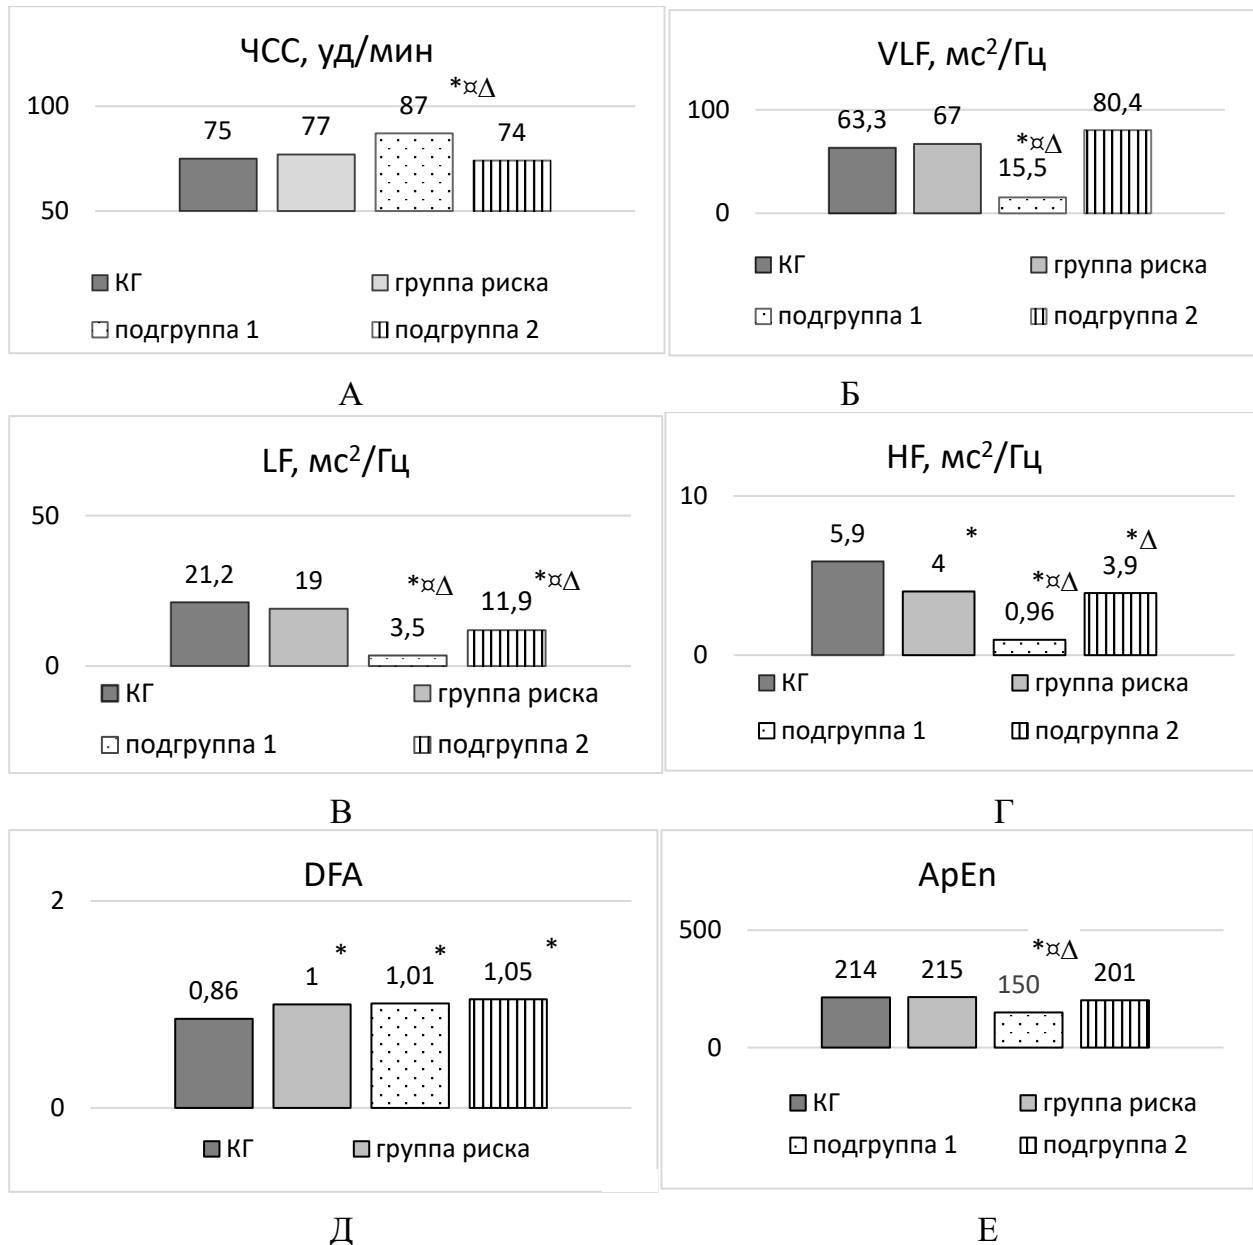 ЧСС, уд/мин
*¤Δ
100
75
77
87
74
50
КГ
группа риска
подгруппа 1
подгруппа 2
А
VLF, мс²/Гц
100
63,3
67
*¤Δ
15,5
80,4
0
КГ
группа риска
подгруппа 1
подгруппа 2
Б
LF, мс²/Гц
50
21,2
19
*¤Δ
3,5
*¤Δ
11,9
0
КГ
группа риска
подгруппа 1
подгруппа 2
В
HF, мс²/Гц
10
5,9
*
4
*¤Δ
0,96
*Δ
3,9
0
КГ
группа риска
подгруппа 1
подгруппа 2
Г
DFA
2
0,86
*
1
*
1,01
*
1,05
0
КГ
группа риска
Д
ApEn
500
214
215
*¤Δ
150
201
0
КГ
группа риска
подгруппа 1
подгруппа 2
Е